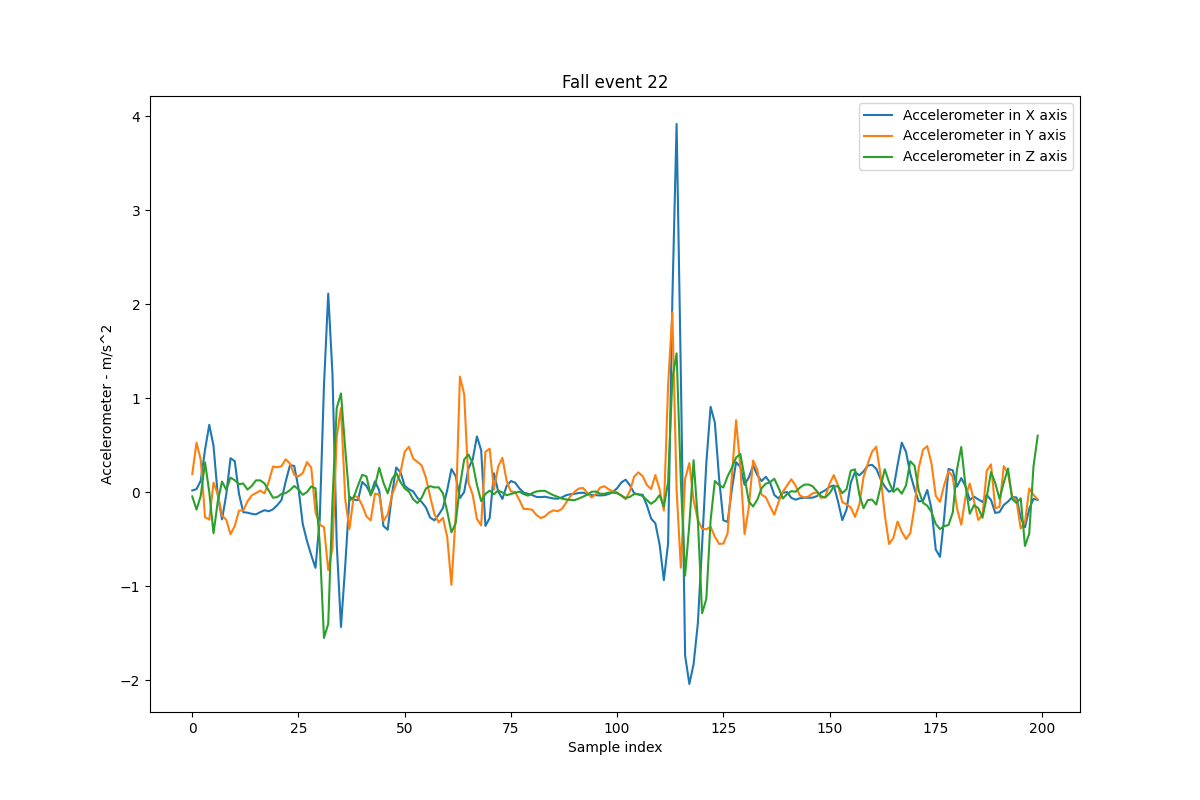 Fall event 22
Accelerometer in X axis
Accelerometer in Y axis
Accelerometer in Z axis
Accelerometer - m/s^2
4
3
2
1
0
−1
−2
0
25
50
75
100
125
150
175
200
Sample index